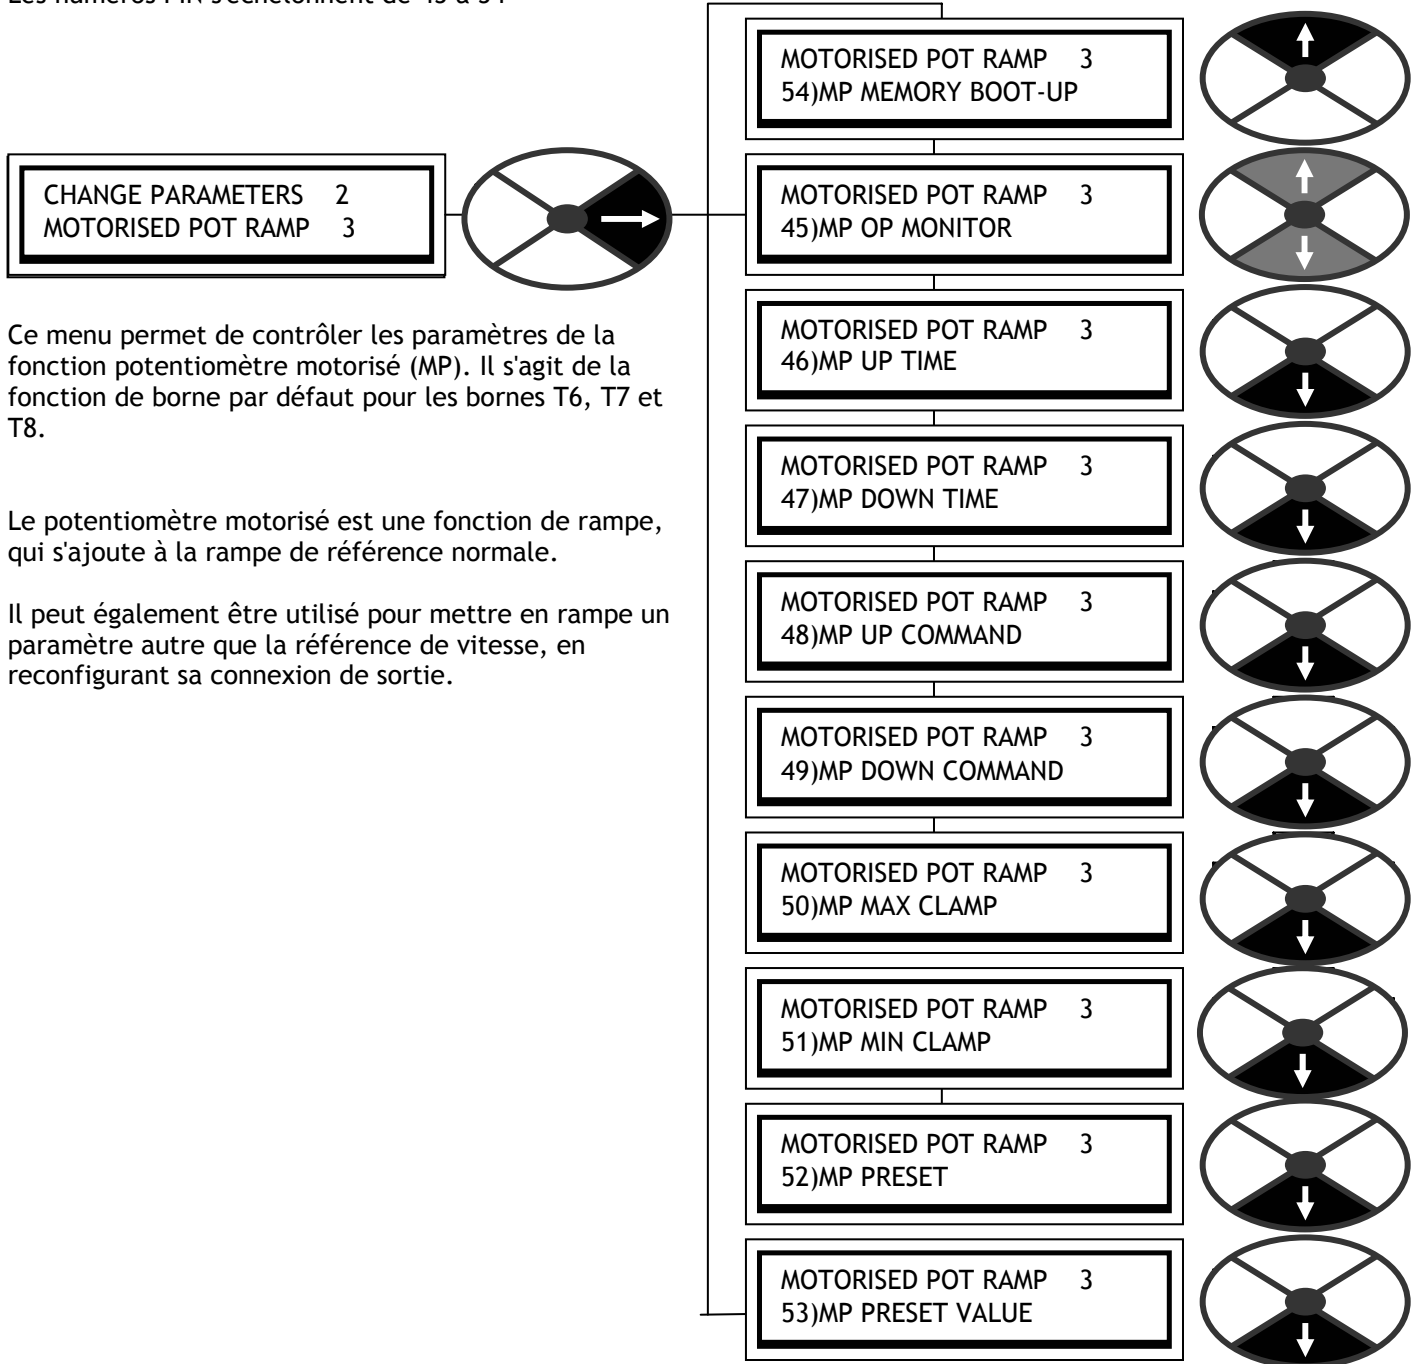 Les numéros PIN s'échelonnent de 45 à 54
CHANGE PARAMETERS 2
MOTORISED POT RAMP 3
Ce menu permet de contrôler les paramètres de la
fonction potentiomètre motorisé (MP). Il s'agit de la
fonction de borne par défaut pour les bornes T6, T7 et
T8.
Le potentiomètre motorisé est une fonction de rampe,
qui s'ajoute à la rampe de référence normale.
Il peut également être utilisé pour mettre en rampe un
paramètre autre que la référence de vitesse, en
reconfigurant sa connexion de sortie.
MOTORISED POT RAMP 3
54)MP MEMORY BOOT-UP
MOTORISED POT RAMP 3
45)MP OP MONITOR
MOTORISED POT RAMP 3
46)MP UP TIME
MOTORISED POT RAMP 3
47)MP DOWN TIME
MOTORISED POT RAMP 3
48)MP UP COMMAND
MOTORISED POT RAMP 3
49)MP DOWN COMMAND
MOTORISED POT RAMP 3
50)MP MAX CLAMP
MOTORISED POT RAMP 3
51)MP MIN CLAMP
MOTORISED POT RAMP 3
52)MP PRESET
MOTORISED POT RAMP 3
53)MP PRESET VALUE